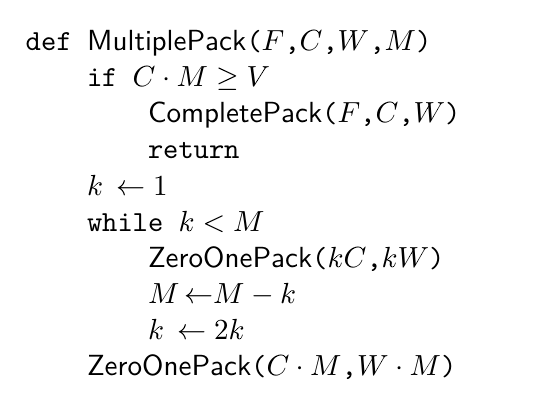 def MultiplePack(F,C,W,M)
if C · M ≥ V
CompletePack(F,C,W)
return
k ← 1
while k < M
ZeroOnePack(kC,kW)
M ←M − k
k ← 2k
ZeroOnePack(C · M,W · M)